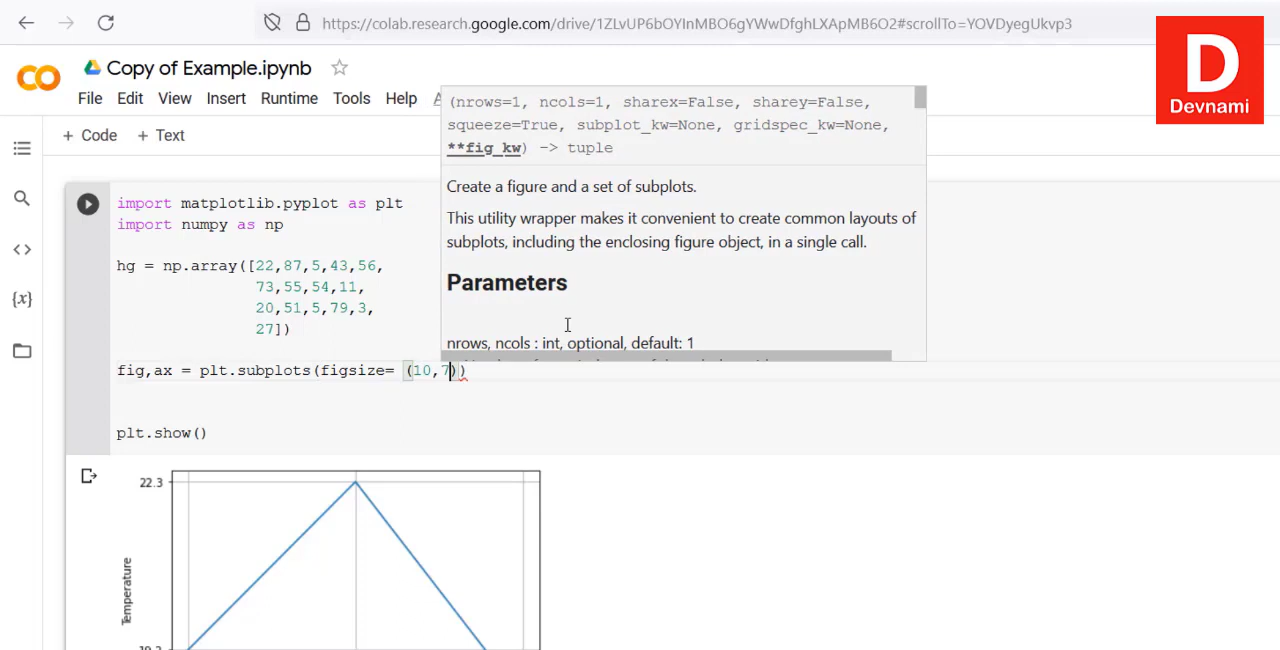 https://colab.research.google.com/drive/1ZLvUP6bOYInMBO6gYWwDfghLXApMB6O2#scrollTo=YOVDyegUkvp3
D
Devnami
CO
Copy of Example.ipynb
File Edit View Insert Runtime Tools Help
+ Code + Text
(nrows=1, ncols=1, sharex=False, sharey=False,
squeeze=True, subplot_kw=None, gridspec_kw=None,
**fig_kw) -> tuple
Create a figure and a set of subplots.
This utility wrapper makes it convenient to create common layouts of
subplots, including the enclosing figure object, in a single call.
Parameters
nrows, ncols : int, optional, default: 1
{x}
import matplotlib.pyplot as plt
import numpy as np
hg = np.array([22,87,5,43,56,
73,55,54,11,
20,51,5,79,3,
27])
fig,ax = plt.subplots(figsize= (10,7))
plt.show()
22.3
Temperature